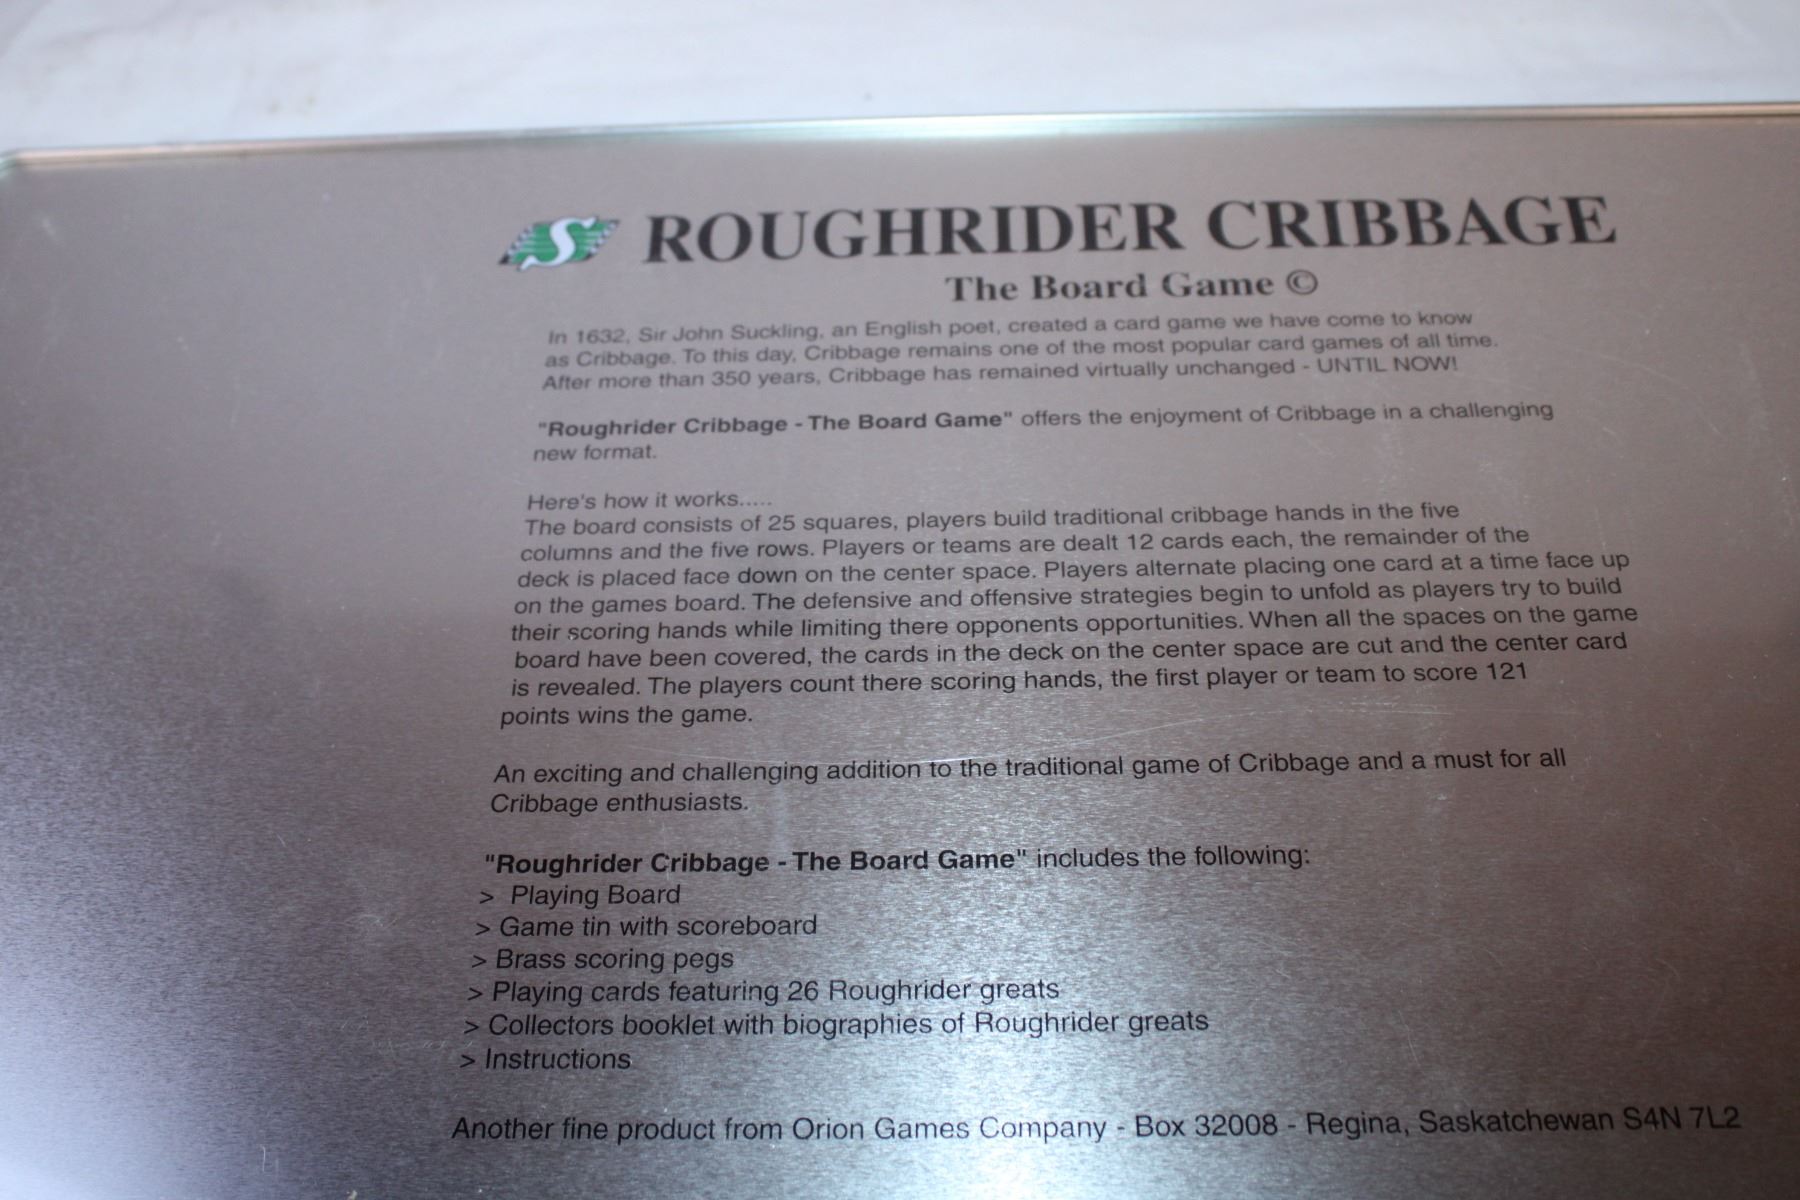 S ROUGHRIDER CRIBBAGE
The Board Game ©
In 1632, Sir John Suckling, an English poet, created a card game we have come to know
as Cribbage. To this day, Cribbage remains one of the most popular card games of all time.
After more than 350 years, Cribbage has remained virtually unchanged - UNTIL NOW!
"Roughrider Cribbage - The Board Game" offers the enjoyment of Cribbage in a challenging
new format.
Here's how it works.....
The board consists of 25 squares, players build traditional cribbage hands in the five
columns and the five rows. Players or teams are dealt 12 cards each, the remainder of the
deck is placed face down on the center space. Players alternate placing one card at a time face up
on the games board. The defensive and offensive strategies begin to unfold as players try to build
their scoring hands while limiting there opponents opportunities. When all the spaces on the game
board have been covered, the cards in the deck on the center space are cut and the center card
is revealed. The players count there scoring hands, the first player or team to score 121
points wins the game.
An exciting and challenging addition to the traditional game of Cribbage and a must for all
Cribbage enthusiasts.
"Roughrider Cribbage - The Board Game" includes the following:
> Playing Board
> Game tin with scoreboard
> Brass scoring pegs
> Playing cards featuring 26 Roughrider greats
> Collectors booklet with biographies of Roughrider greats
> Instructions
Another fine product from Orion Games Company - Box 32008 - Regina, Saskatchewan S4N 7L2